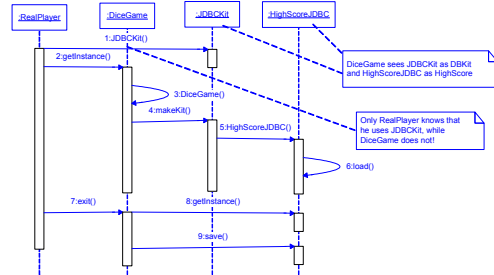 :RealPlayer
:DiceGame
:JDBCKit
:HighScoreJDBC
1:JDBCKit()
2:getInstance()
DiceGame sees JDBCKit as DBKit
and HighScoreJDBC as HighScore
3:DiceGame()
4:makeKit()
Only RealPlayer knows that
he uses JDBCKit, while
DiceGame does not!
5:HighScoreJDBC()
6:load()
7:exit()
8:getInstance()
9:save()